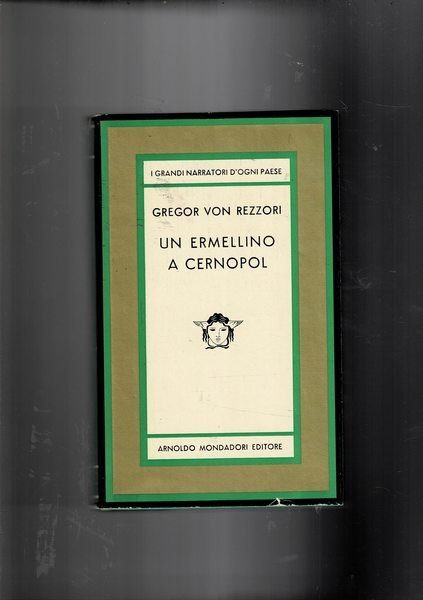 I GRANDI NARRATORI D'OGNI PAESE
GREGOR VON REZZORI
UN ERMELLINO
A CERNOPOL
ARNOLDO MONDADORI EDITORE